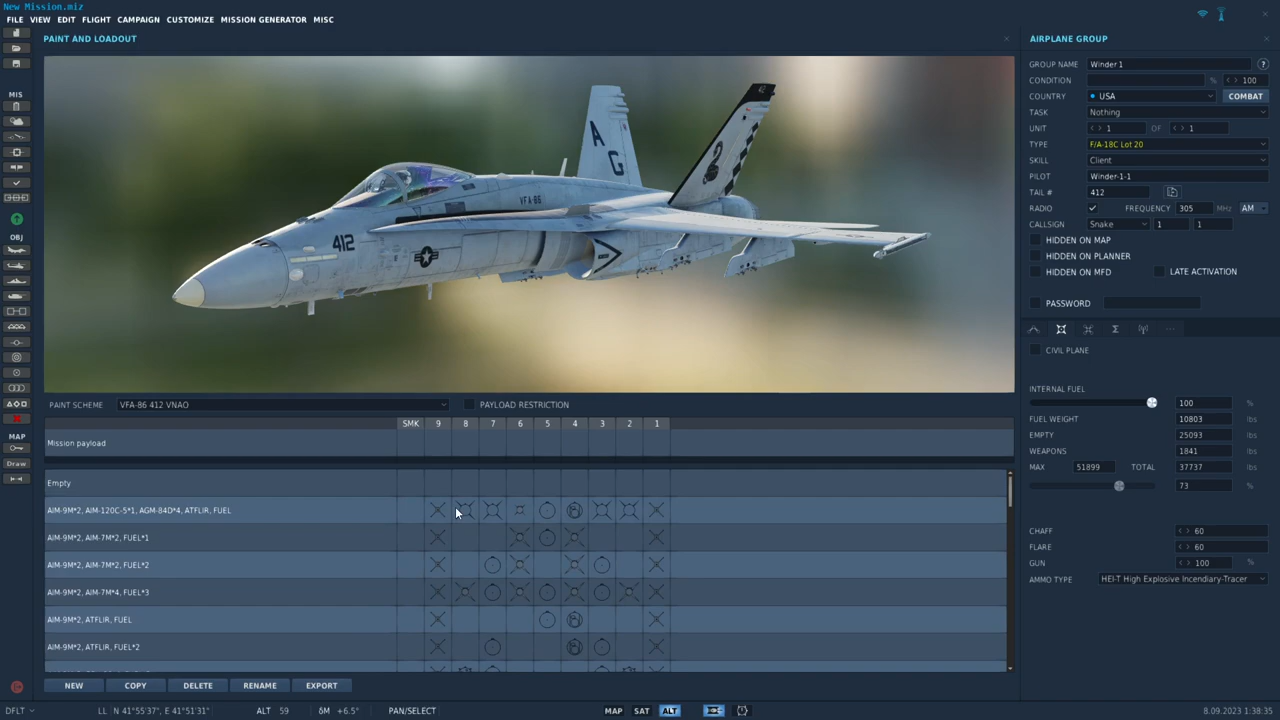 New Mission.miz
FILE VIEW EDIT FLIGHT CAMPAIGN CUSTOMIZE MISSION GENERATOR MISC
PAINT AND LOADOUT
AIRPLANE GROUP
MIS
OBJ
MAP
Draw
412
VFA-86
A
G
42
GROUP NAME Winder 1 ?
CONDITION % 100
COUNTRY USA COMBAT
TASK Nothing
UNIT 1 OF 1
TYPE F/A-18C Lot 20
SKILL Client
PILOT Winder-1-1
TAIL # 412
RADIO FREQUENCY 305 MHz AM
CALLSIGN Snake 1 1
HIDDEN ON MAP
HIDDEN ON PLANNER
HIDDEN ON MFD LATE ACTIVATION
PASSWORD
CIVIL PLANE
INTERNAL FUEL 100 %
FUEL WEIGHT 10803 lbs
EMPTY 25093 lbs
WEAPONS 1841 lbs
MAX 51899 TOTAL 37737 lbs
73 %
CHAFF 60
FLARE 60
GUN 100 %
AMMO TYPE HEI-T High Explosive Incendiary-Tracer
PAINT SCHEME VFA-86 412 VNAO PAYLOAD RESTRICTION
SMK 9 8 7 6 5 4 3 2 1
Mission payload
Empty
AIM-9M*2, AIM-120C-5*1, AGM-84D*4, ATFLIR, FUEL
AIM-9M*2, AIM-7M*2, FUEL*1
AIM-9M*2, AIM-7M*2, FUEL*2
AIM-9M*2, AIM-7M*4, FUEL*3
AIM-9M*2, ATFLIR, FUEL
AIM-9M*2, ATFLIR, FUEL*2
NEW COPY DELETE RENAME EXPORT
DFLT LL N 41°55'37", E 41°51'31" ALT 59 δM +6.5° PAN/SELECT MAP SAT ALT 8.09.2023 1:38:35